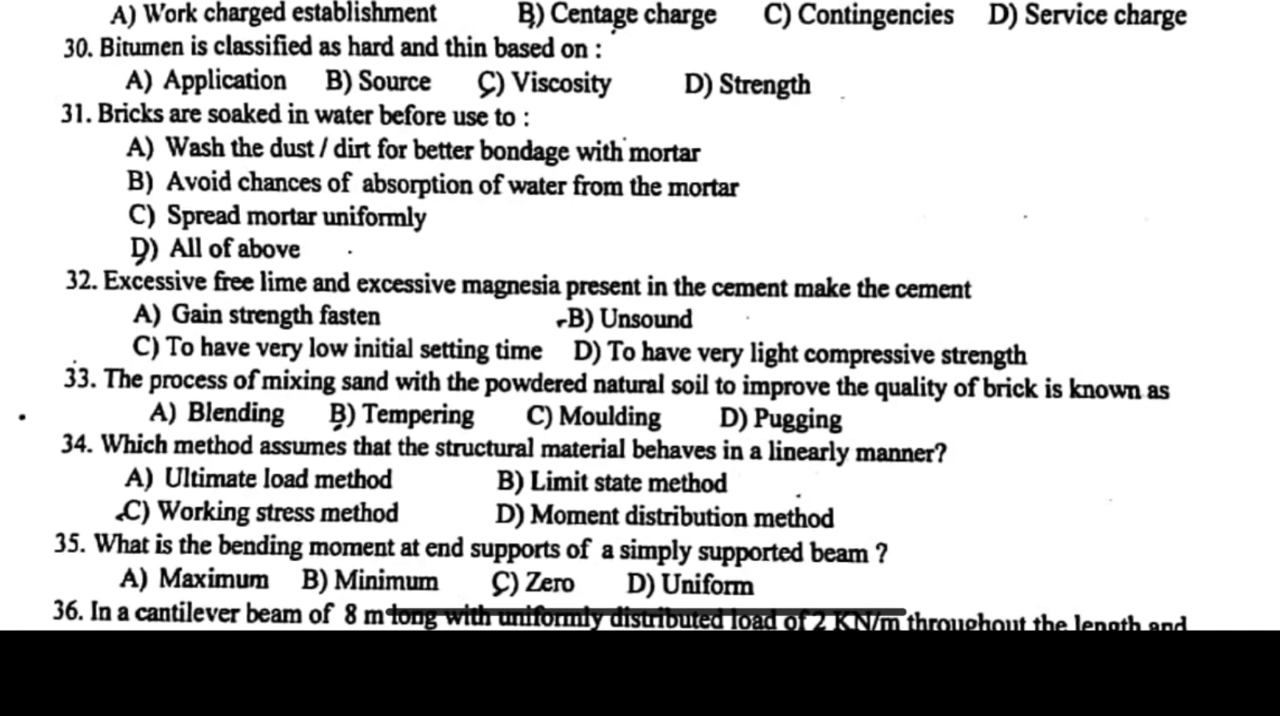 A) Work charged establishment B) Centage charge C) Contingencies D) Service charge
30. Bitumen is classified as hard and thin based on :
A) Application B) Source C) Viscosity D) Strength
31. Bricks are soaked in water before use to :
A) Wash the dust / dirt for better bondage with mortar
B) Avoid chances of absorption of water from the mortar
C) Spread mortar uniformly
D) All of above
32. Excessive free lime and excessive magnesia present in the cement make the cement
A) Gain strength fasten B) Unsound
C) To have very low initial setting time D) To have very light compressive strength
33. The process of mixing sand with the powdered natural soil to improve the quality of brick is known as
A) Blending B) Tempering C) Moulding D) Pugging
34. Which method assumes that the structural material behaves in a linearly manner?
A) Ultimate load method B) Limit state method
C) Working stress method D) Moment distribution method
35. What is the bending moment at end supports of a simply supported beam ?
A) Maximum B) Minimum C) Zero D) Uniform
36. In a cantilever beam of 8 m long with uniformly distributed load of 2 KN/m throughout the length and